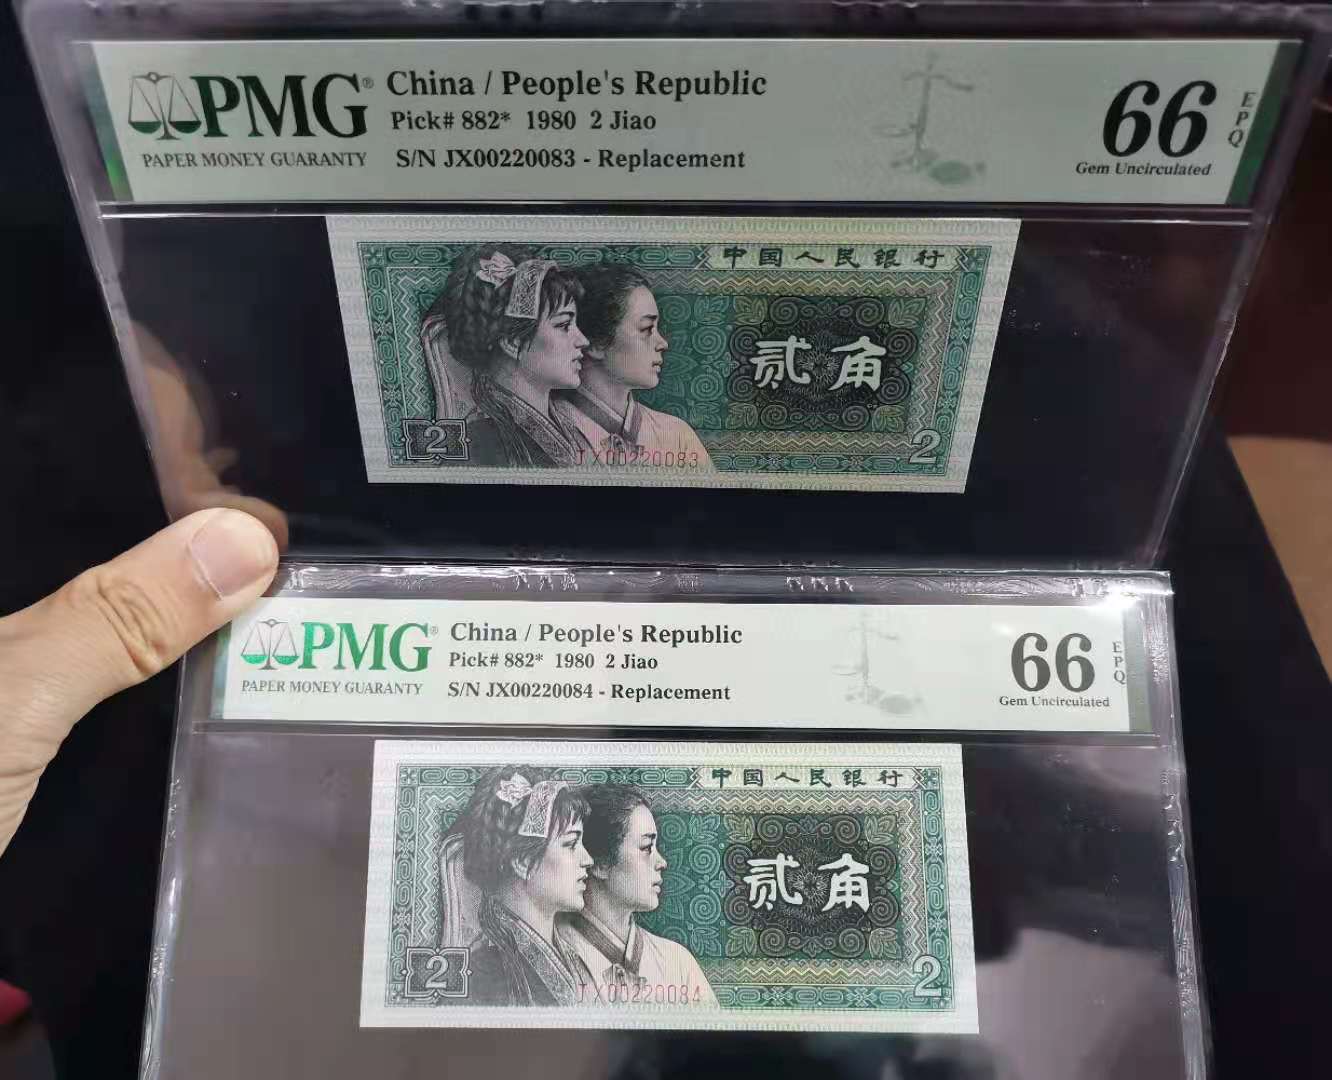 PMG® China / People's Republic
Pick# 882* 1980 2 Jiao
PAPER MONEY GUARANTY S/N JX00220083 - Replacement
66 EPQ
Gem Uncirculated
中国人民银行
贰角
2 2
JX00220083
PMG® China / People's Republic
Pick# 882* 1980 2 Jiao
PAPER MONEY GUARANTY S/N JX00220084 - Replacement
66 EPQ
Gem Uncirculated
中国人民银行
贰角
2 2
JX00220084